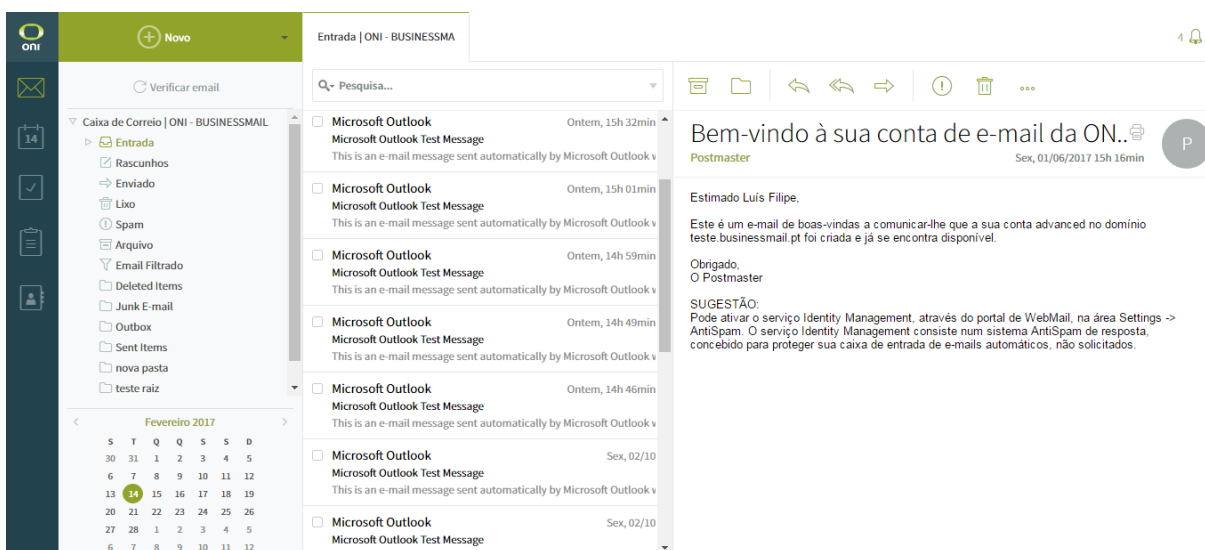 oni
Novo
Entrada | ONI - BUSINESSMA
4
Verificar email
Pesquisa...
14
Caixa de Correio | ONI - BUSINESSMAIL
Entrada
Rascunhos
Enviado
Lixo
Spam
Arquivo
Email Filtrado
Deleted Items
Junk E-mail
Outbox
Sent Items
nova pasta
teste raiz
Fevereiro 2017
S T Q Q S S D
30 31 1 2 3 4 5
6 7 8 9 10 11 12
13 14 15 16 17 18 19
20 21 22 23 24 25 26
27 28 1 2 3 4 5
6 7 8 9 10 11 12
Microsoft Outlook Ontem, 15h 32min
Microsoft Outlook Test Message
This is an e-mail message sent automatically by Microsoft Outlook
Microsoft Outlook Ontem, 15h 01min
Microsoft Outlook Test Message
This is an e-mail message sent automatically by Microsoft Outlook
Microsoft Outlook Ontem, 14h 59min
Microsoft Outlook Test Message
This is an e-mail message sent automatically by Microsoft Outlook
Microsoft Outlook Ontem, 14h 49min
Microsoft Outlook Test Message
This is an e-mail message sent automatically by Microsoft Outlook
Microsoft Outlook Ontem, 14h 46min
Microsoft Outlook Test Message
This is an e-mail message sent automatically by Microsoft Outlook
Microsoft Outlook Sex, 02/10
Microsoft Outlook Test Message
This is an e-mail message sent automatically by Microsoft Outlook
Microsoft Outlook Sex, 02/10
Microsoft Outlook Test Message
Bem-vindo à sua conta de e-mail da ON..
P
Postmaster Sex, 01/06/2017 15h 16min
Estimado Luís Filipe,
Este é um e-mail de boas-vindas a comunicar-lhe que a sua conta advanced no domínio
teste.businessmail.pt foi criada e já se encontra disponível.
Obrigado,
O Postmaster
SUGESTÃO:
Pode ativar o serviço Identity Management, através do portal de WebMail, na área Settings ->
AntiSpam. O serviço Identity Management consiste num sistema AntiSpam de resposta,
concebido para proteger sua caixa de entrada de e-mails automáticos, não solicitados.